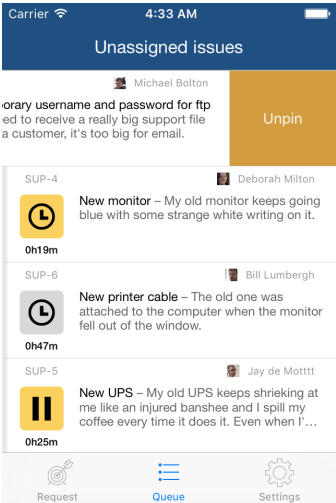 Carrier 4:33 AM
Unassigned issues
Michael Bolton
orary username and password for ftp
ed to receive a really big support file
a customer, it's too big for email.
Unpin
SUP-4 Deborah Milton
New monitor – My old monitor keeps going
blue with some strange white writing on it.
0h19m
SUP-6 Bill Lumbergh
New printer cable – The old one was
attached to the computer when the monitor
fell out of the window.
0h47m
SUP-5 Jay de Motttt
New UPS – My old UPS keeps shrieking at
me like an injured banshee and I spill my
coffee every time it does it. Even when I'...
0h25m
Request Queue Settings